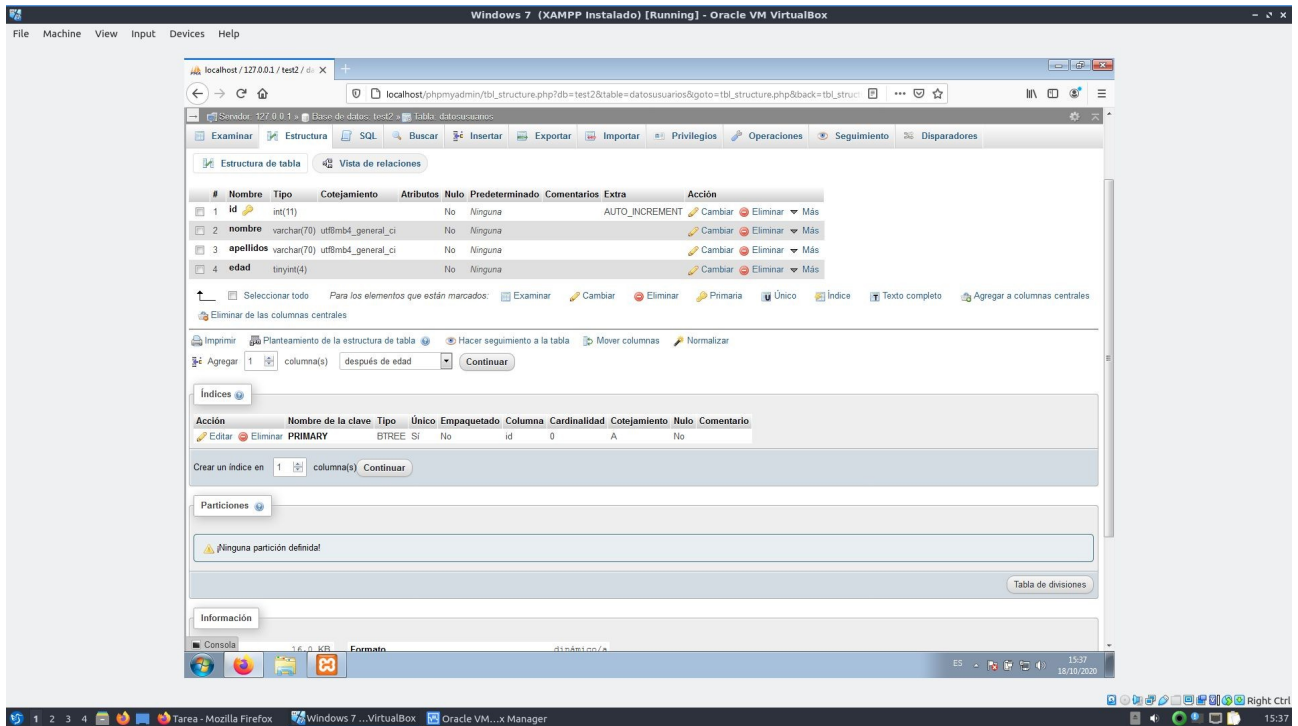 Windows 7 (XAMPP Instalado) [Running] - Oracle VM VirtualBox
File Machine View Input Devices Help
localhost / 127.0.0.1 / test2 / d
localhost/phpmyadmin/tbl_structure.php?db=test2&table=datosusuarios&goto=tbl_structure.php&back=tbl_struc
Servidor: 127.0.0.1 » Base de datos: test2 » Tabla: datosusuarios
Examinar Estructura SQL Buscar Insertar Exportar Importar Privilegios Operaciones Seguimiento Disparadores
Estructura de tabla Vista de relaciones
# Nombre Tipo Cotejamiento Atributos Nulo Predeterminado Comentarios Extra Acción
1 id int(11) No Ninguna AUTO_INCREMENT Cambiar Eliminar Más
2 nombre varchar(70) utf8mb4_general_ci No Ninguna Cambiar Eliminar Más
3 apellidos varchar(70) utf8mb4_general_ci No Ninguna Cambiar Eliminar Más
4 edad tinyint(4) No Ninguna Cambiar Eliminar Más
Seleccionar todo Para los elementos que están marcados: Examinar Cambiar Eliminar Primaria Único Índice Texto completo Agregar a columnas centrales
Eliminar de las columnas centrales
Imprimir Planteamiento de la estructura de tabla Hacer seguimiento a la tabla Mover columnas Normalizar
Agregar 1 columna(s) después de edad Continuar
Índices
Acción Nombre de la clave Tipo Único Empaquetado Columna Cardinalidad Cotejamiento Nulo Comentario
Editar Eliminar PRIMARY BTREE Sí No id 0 A No
Crear un índice en 1 columna(s) Continuar
Particiones
¡Ninguna partición definida!
Tabla de divisiones
Información
Consola
16.0 KB Formato dinámico/a
ES 15:37
18/10/2020
Right Ctrl
1 2 3 4 Tarea - Mozilla Firefox Windows 7 ...VirtualBox Oracle VM...x Manager 15:37